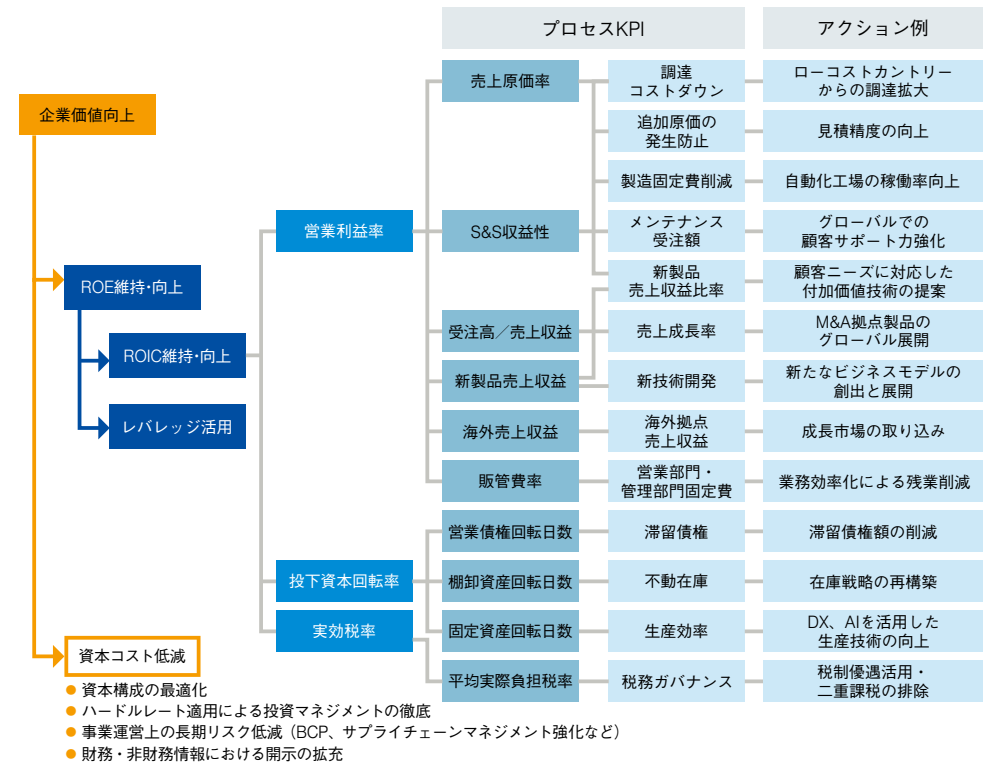 プロセスKPI
アクション例
企業価値向上
ROE維持・向上
ROIC維持・向上
レバレッジ活用
営業利益率
売上原価率
調達
コストダウン
ローコストカントリー
からの調達拡大
追加原価の
発生防止
見積精度の向上
製造固定費削減
自動化工場の稼働率向上
S&S収益性
メンテナンス
受注額
グローバルでの
顧客サポート力強化
新製品
売上収益比率
顧客ニーズに対応した
付加価値技術の提案
受注高／売上収益
売上成長率
M&A拠点製品の
グローバル展開
新製品売上収益
新技術開発
新たなビジネスモデルの
創出と展開
海外売上収益
海外拠点
売上収益
成長市場の取り込み
販管費率
営業部門・
管理部門固定費
業務効率化による残業削減
投下資本回転率
営業債権回転日数
滞留債権
滞留債権額の削減
棚卸資産回転日数
不動在庫
在庫戦略の再構築
固定資産回転日数
生産効率
DX、AIを活用した
生産技術の向上
実効税率
平均実際負担税率
税務ガバナンス
税制優遇活用・
二重課税の排除
資本コスト低減
● 資本構成の最適化
● ハードルレート適用による投資マネジメントの徹底
● 事業運営上の長期リスク低減（BCP、サプライチェーンマネジメント強化など）
● 財務・非財務情報における開示の拡充